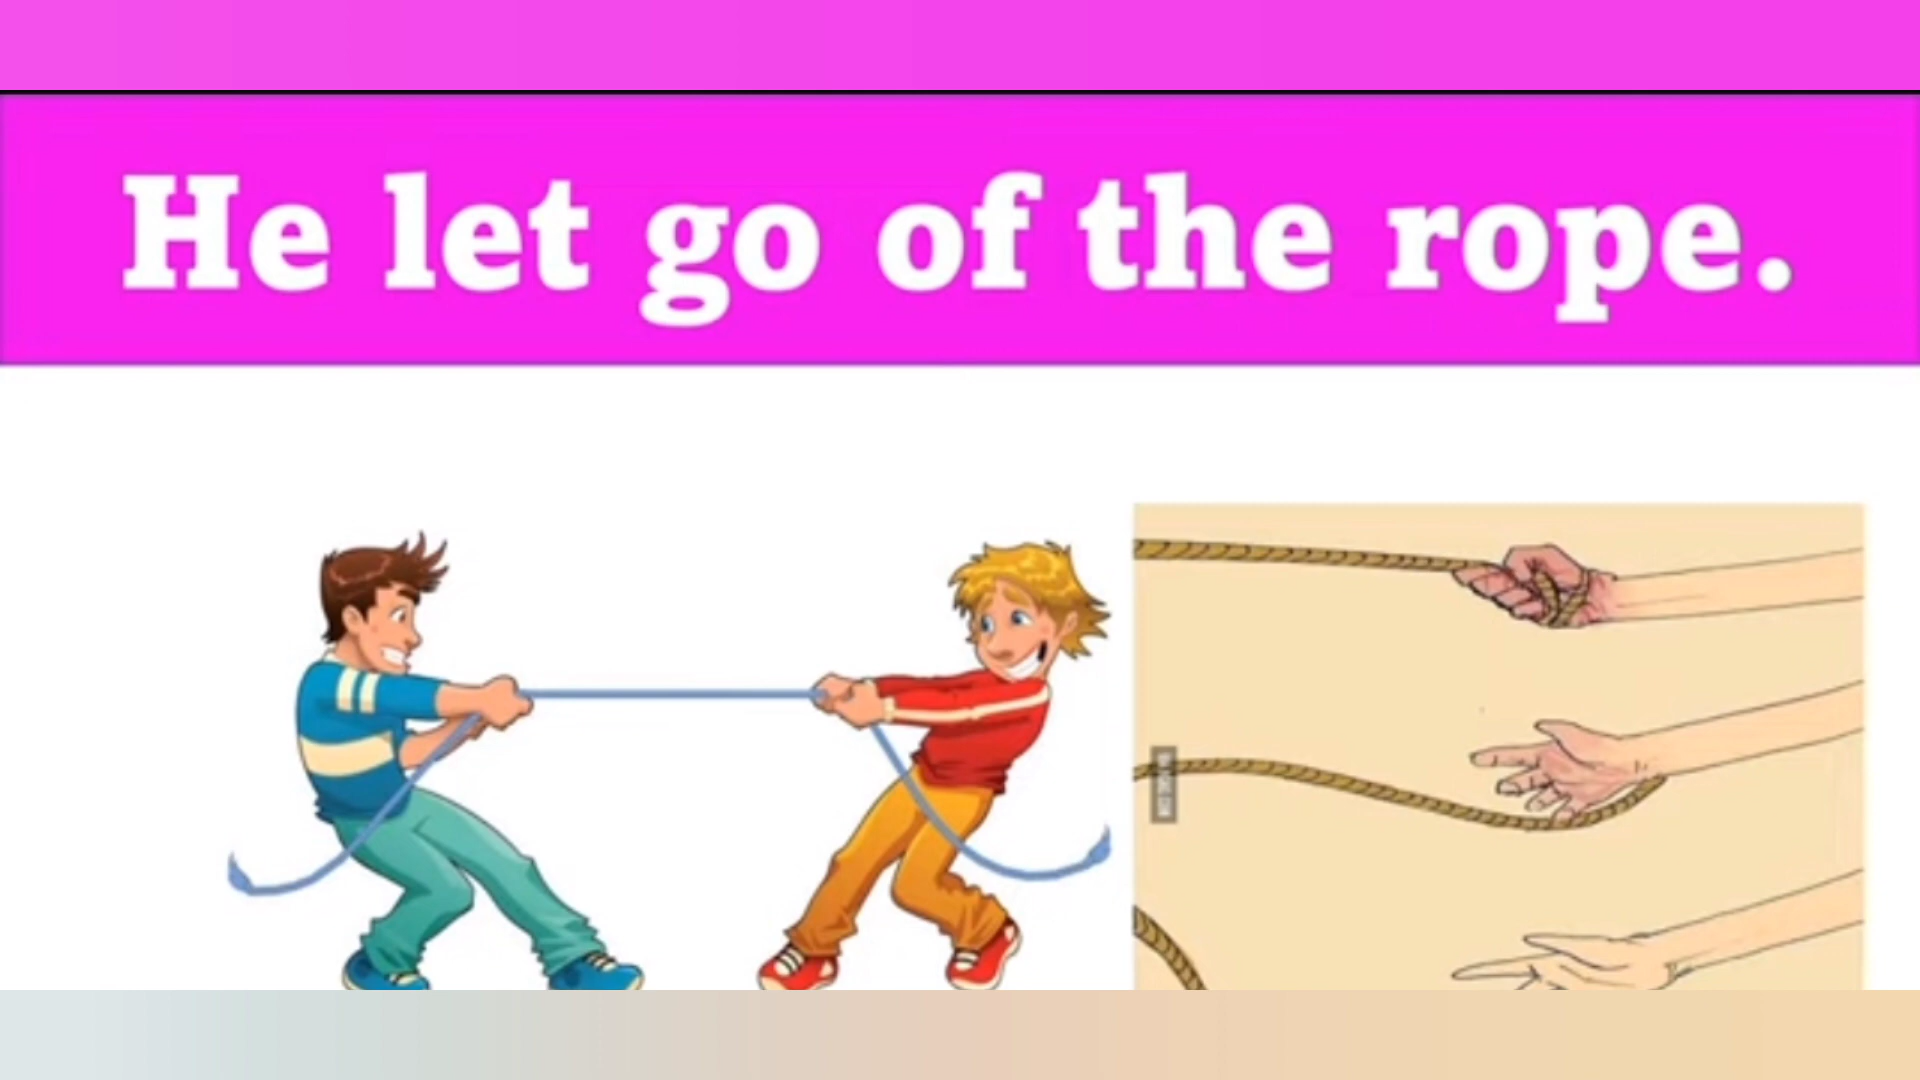 He let go of the rope.